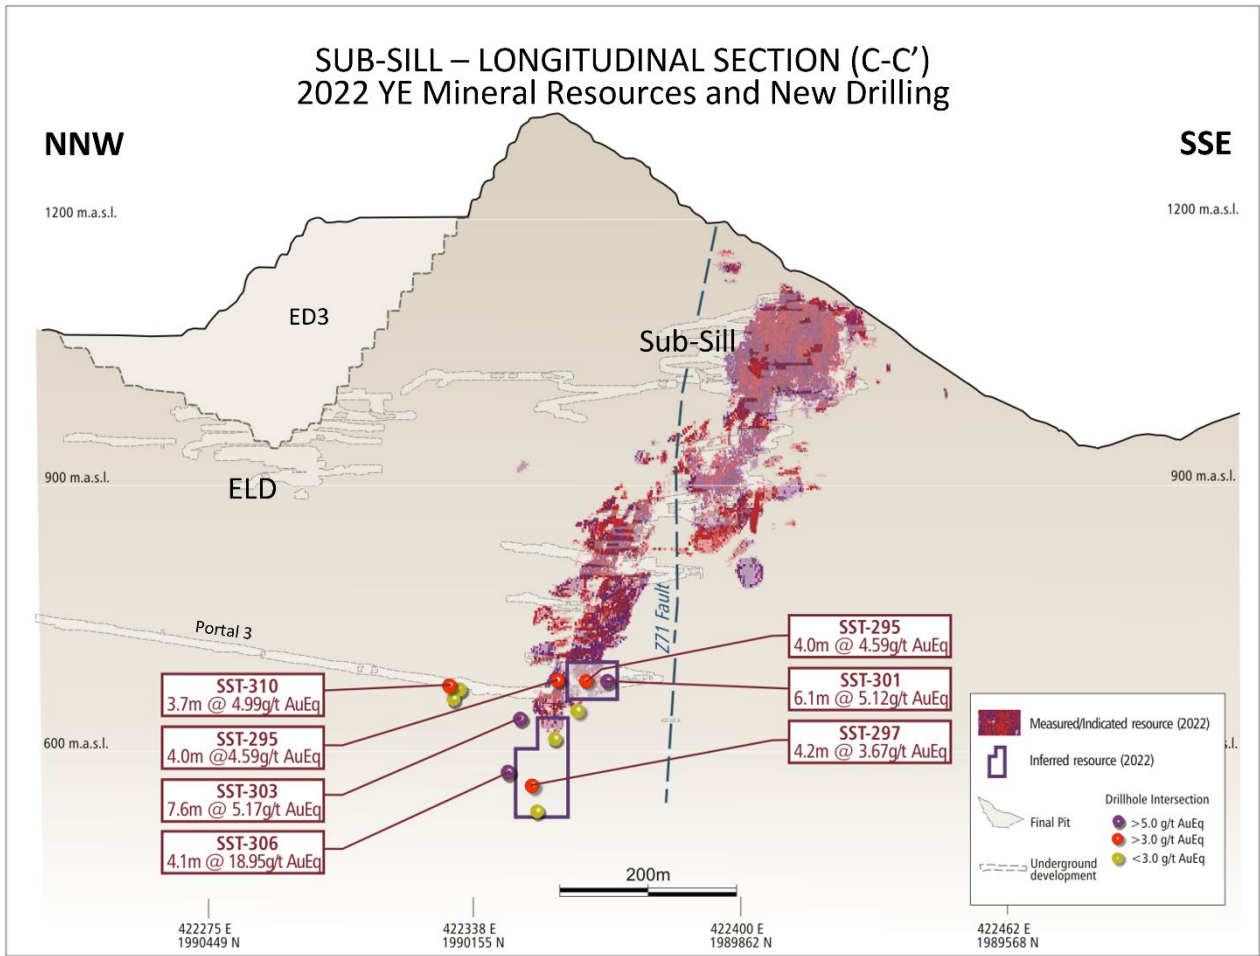 SUB-SILL – LONGITUDINAL SECTION (C-C’)
2022 YE Mineral Resources and New Drilling
NNW
SSE
1200 m.a.s.l.
1200 m.a.s.l.
ED3
Sub-Sill
900 m.a.s.l.
900 m.a.s.l.
ELD
Z71 Fault
Portal 3
SST-295
4.0m @ 4.59g/t AuEq
SST-310
3.7m @ 4.99g/t AuEq
SST-301
6.1m @ 5.12g/t AuEq
SST-295
4.0m @4.59g/t AuEq
SST-297
4.2m @ 3.67g/t AuEq
600 m.a.s.l.
s.l.
SST-303
7.6m @ 5.17g/t AuEq
SST-306
4.1m @ 18.95g/t AuEq
Measured/Indicated resource (2022)
Inferred resource (2022)
Drillhole Intersection
>5.0 g/t AuEq
>3.0 g/t AuEq
<3.0 g/t AuEq
Final Pit
Underground
development
200m
422275 E
1990449 N
422338 E
1990155 N
422400 E
1989862 N
422462 E
1989568 N